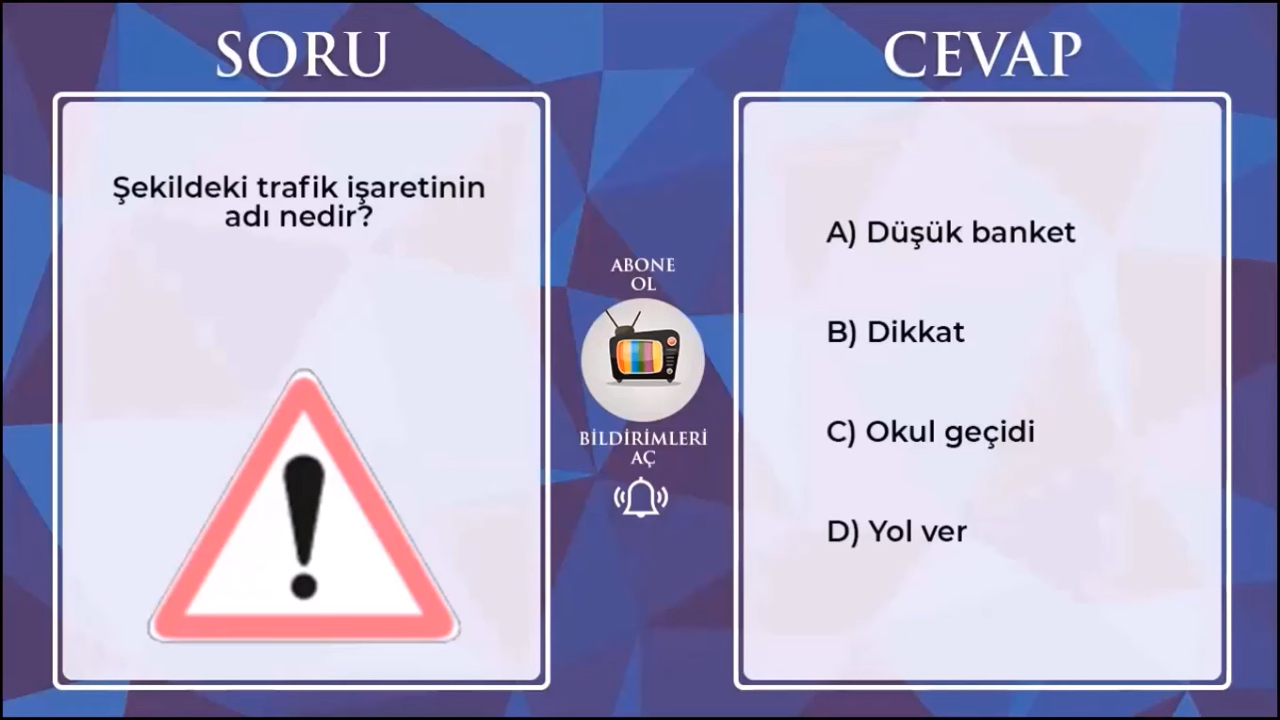 SORU
Şekildeki trafik işaretinin
adı nedir?
ABONE
OL
BİLDİRİMLERİ
AÇ
CEVAP
A) Düşük banket
B) Dikkat
C) Okul geçidi
D) Yol ver